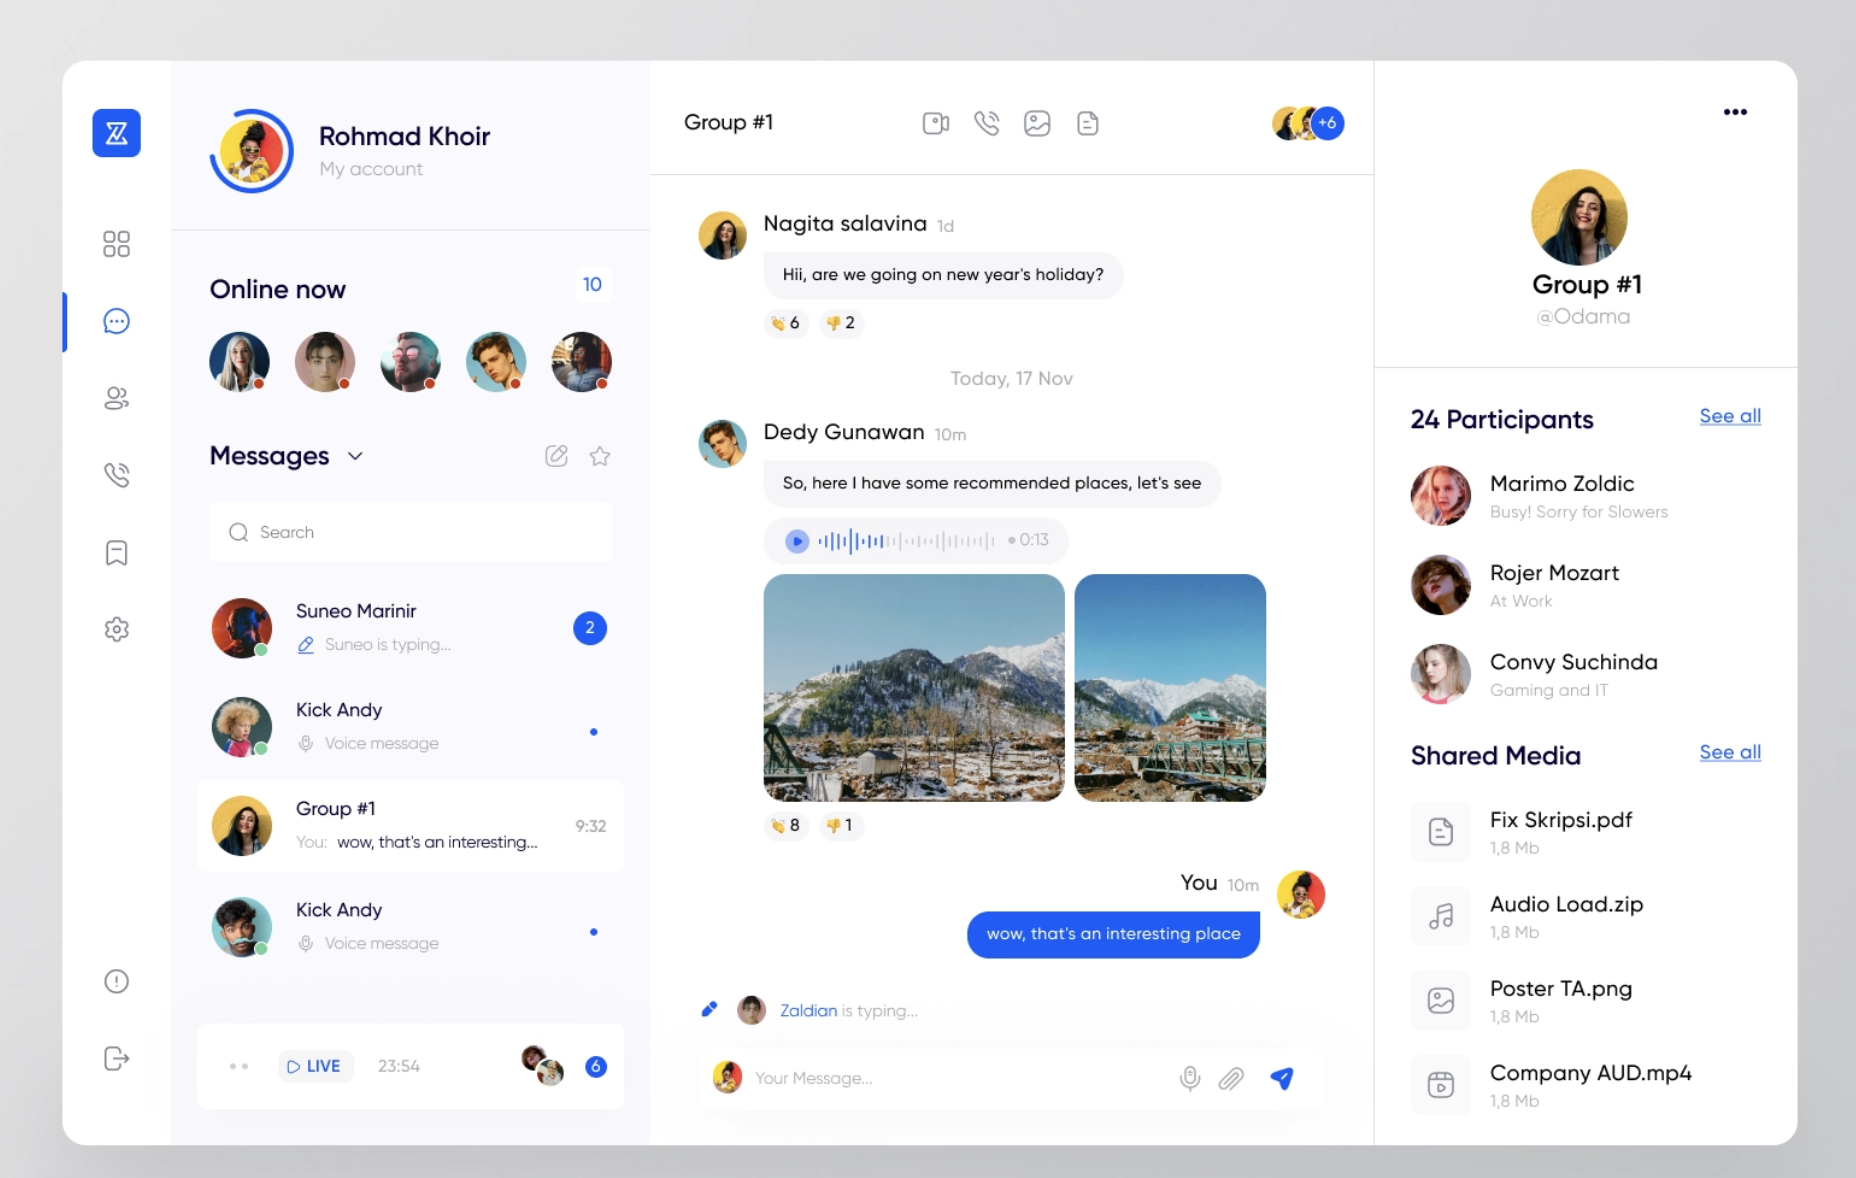 Rohmad Khoir
My account
Online now
10
Messages
Search
Suneo Marinir
Suneo is typing...
2
Kick Andy
Voice message
Group #1
You: wow, that's an interesting...
9:32
Kick Andy
Voice message
LIVE
23:54
6
Group #1
+6
Nagita salavina 1d
Hii, are we going on new year's holiday?
6 2
Today, 17 Nov
Dedy Gunawan 10m
So, here I have some recommended places, let's see
0:13
8 1
You 10m
wow, that's an interesting place
Zaldian is typing...
Your Message...
Group #1
@Odama
24 Participants
See all
Marimo Zoldic
Busy! Sorry for Slowers
Rojer Mozart
At Work
Convy Suchinda
Gaming and IT
Shared Media
See all
Fix Skripsi.pdf
1,8 Mb
Audio Load.zip
1,8 Mb
Poster TA.png
1,8 Mb
Company AUD.mp4
1,8 Mb